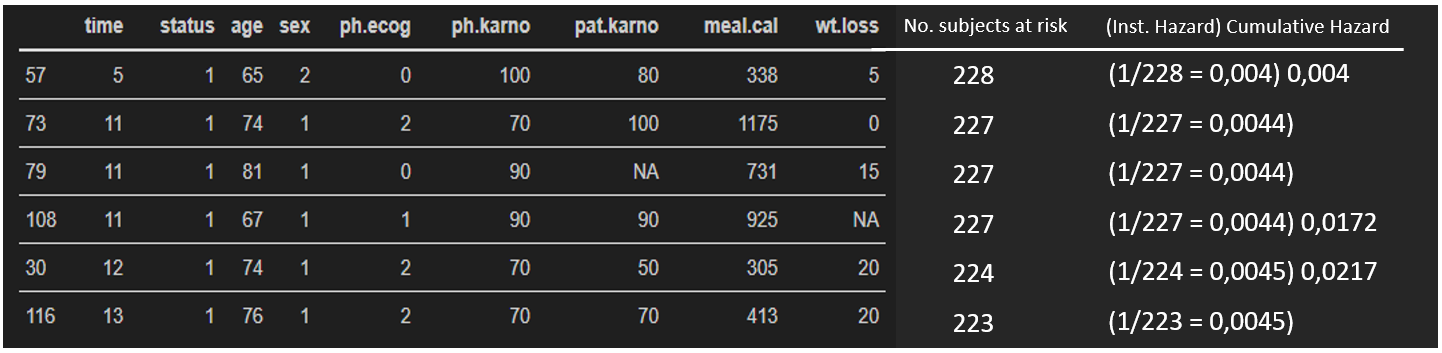 time status age sex ph.ecog ph.karno pat.karno meal.cal wt.loss No. subjects at risk (Inst. Hazard) Cumulative Hazard
57 5 1 65 2 0 100 80 338 5 228 (1/228 = 0,004) 0,004
73 11 1 74 1 2 70 100 1175 0 227 (1/227 = 0,0044)
79 11 1 81 1 0 90 NA 731 15 227 (1/227 = 0,0044)
108 11 1 67 1 1 90 90 925 NA 227 (1/227 = 0,0044) 0,0172
30 12 1 74 1 2 70 50 305 20 224 (1/224 = 0,0045) 0,0217
116 13 1 76 1 2 70 70 413 20 223 (1/223 = 0,0045)